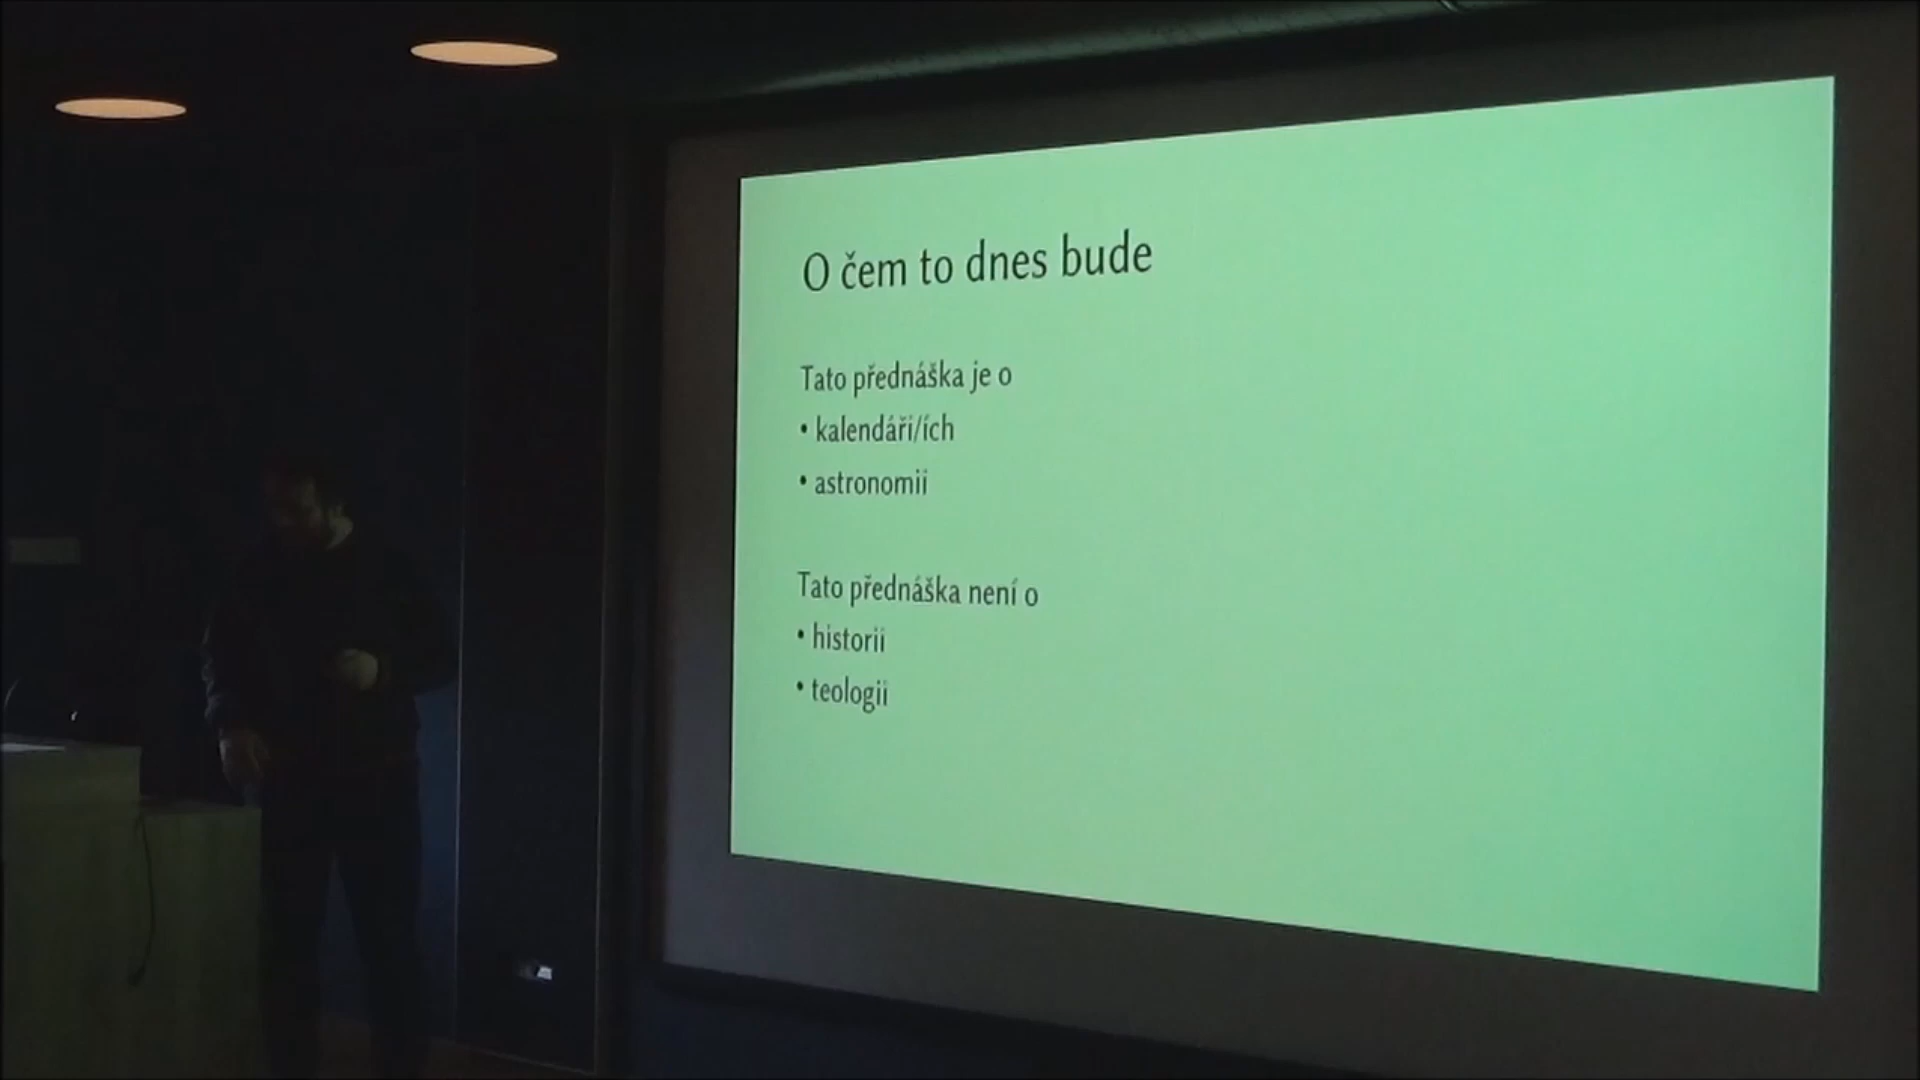 O čem to dnes bude
Tato přednáška je o
• kalendáři/ích
• astronomii
Tato přednáška není o
• historii
• teologii